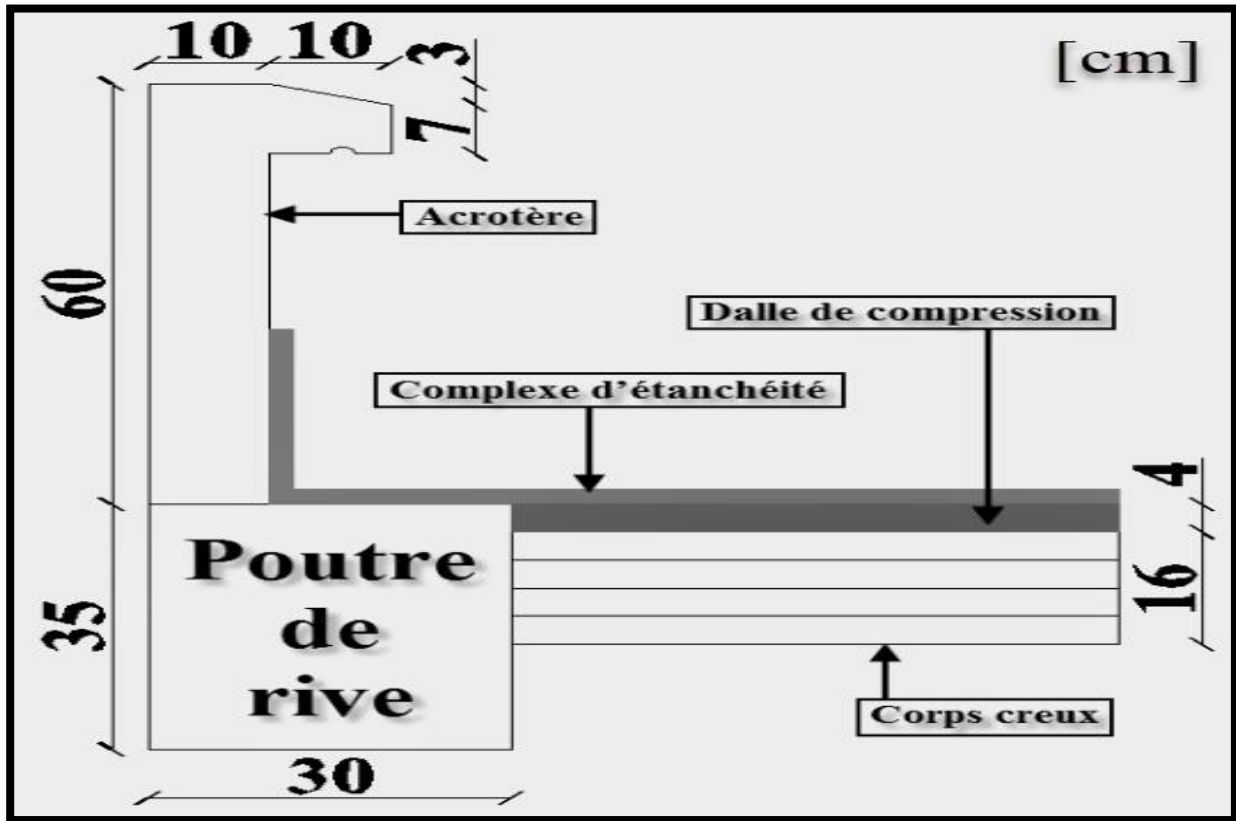 10 10 3
[cm]
7
Acrotère
60
Dalle de compression
Complexe d'étanchéité
4
Poutre
de
rive
35
16
Corps creux
30